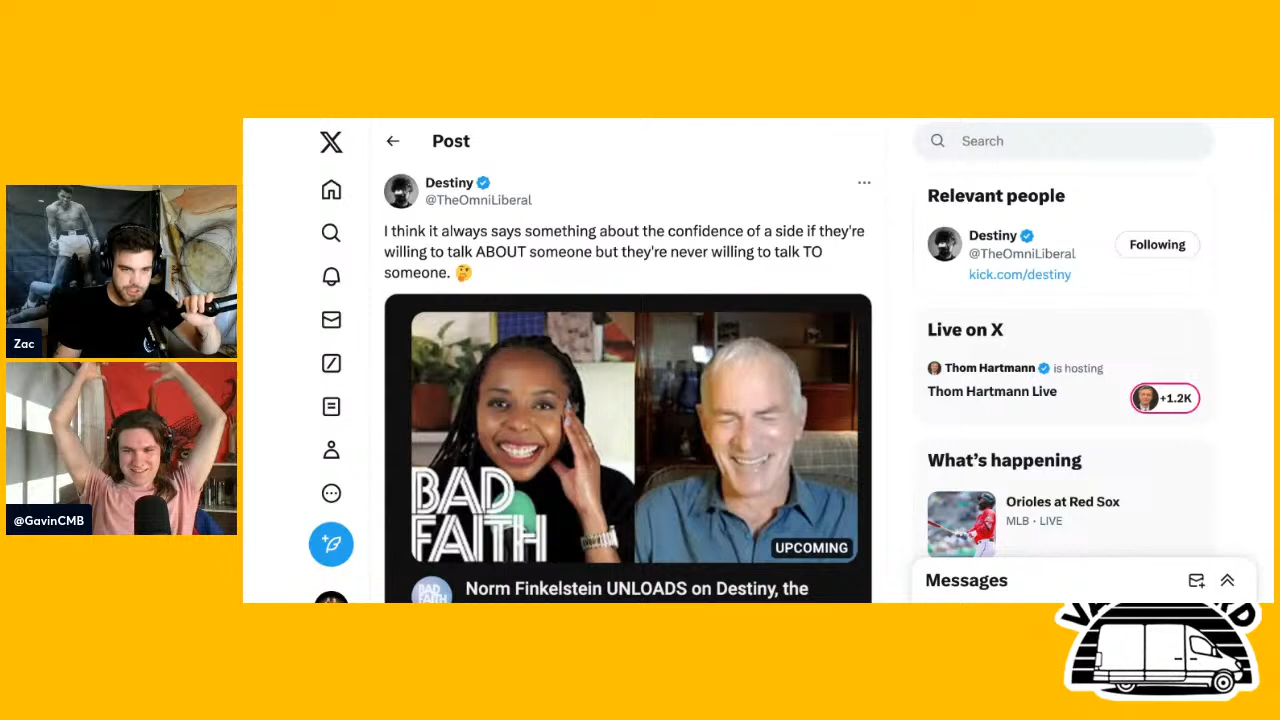 Zac
@GavinCMB
X
Post
Destiny
@TheOmniLiberal
I think it always says something about the confidence of a side if they're
willing to talk ABOUT someone but they're never willing to talk TO
someone. 🤔
BAD
FAITH
UPCOMING
BAD
FAITH
Norm Finkelstein UNLOADS on Destiny, the
Search
Relevant people
Destiny
@TheOmniLiberal
Following
kick.com/destiny
Live on X
Thom Hartmann is hosting
Thom Hartmann Live
+1.2K
What's happening
Orioles at Red Sox
MLB · LIVE
Messages